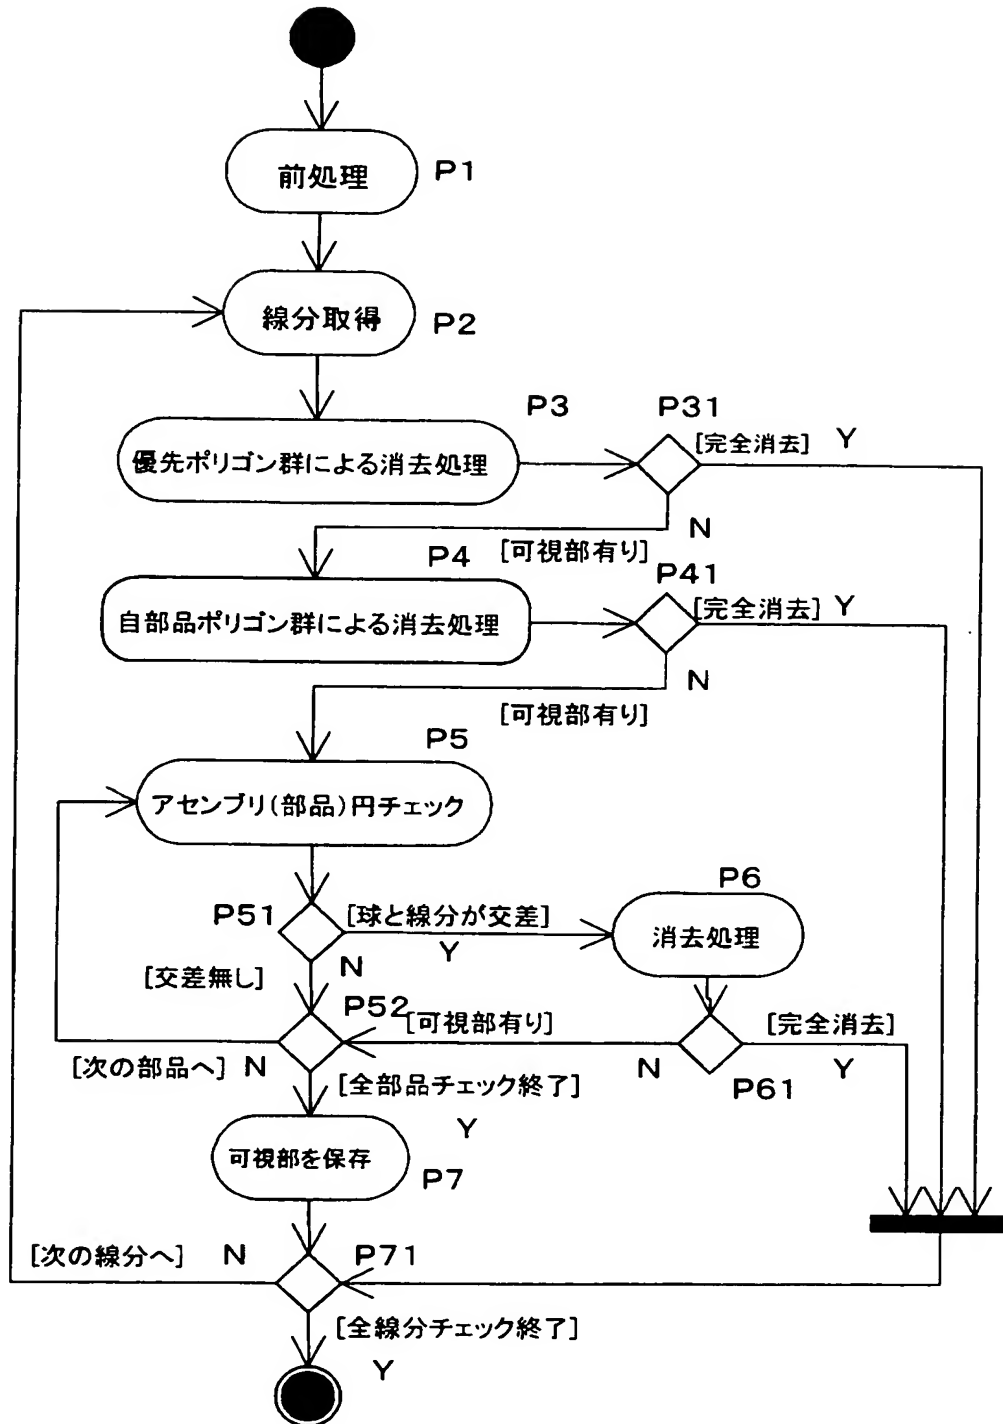 前処理
P1
線分取得
P2
P3
P31
優先ポリゴン群による消去処理
[完全消去]
Y
N
[可視部有り]
P4
P41
自部品ポリゴン群による消去処理
[完全消去]
Y
N
[可視部有り]
P5
アセンブリ(部品)円チェック
P6
P51
[球と線分が交差]
Y
消去処理
[交差無し]
N
P52
[可視部有り]
[完全消去]
[次の部品へ]
N
N
Y
P61
[全部品チェック終了]
Y
可視部を保存
P7
[次の線分へ]
N
P71
[全線分チェック終了]
Y